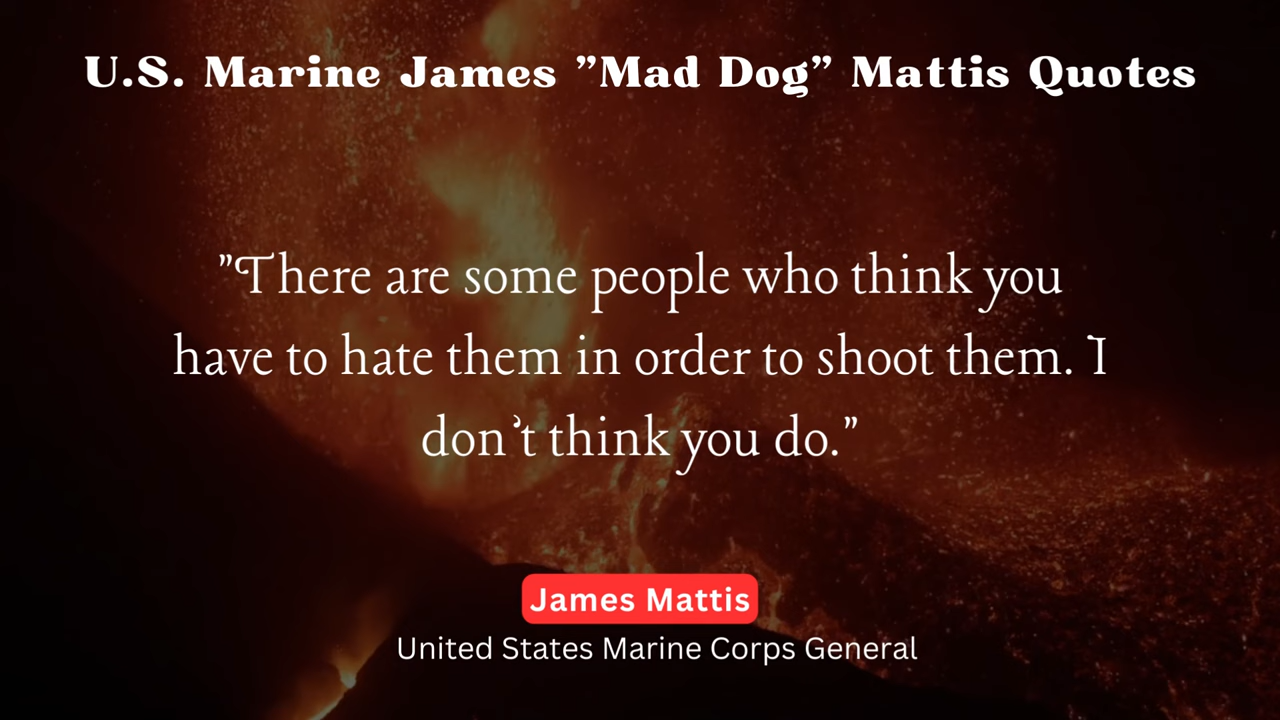 U.S. Marine James ”Mad Dog” Mattis Quotes
"There are some people who think you
have to hate them in order to shoot them. I
don’t think you do."
James Mattis
United States Marine Corps General